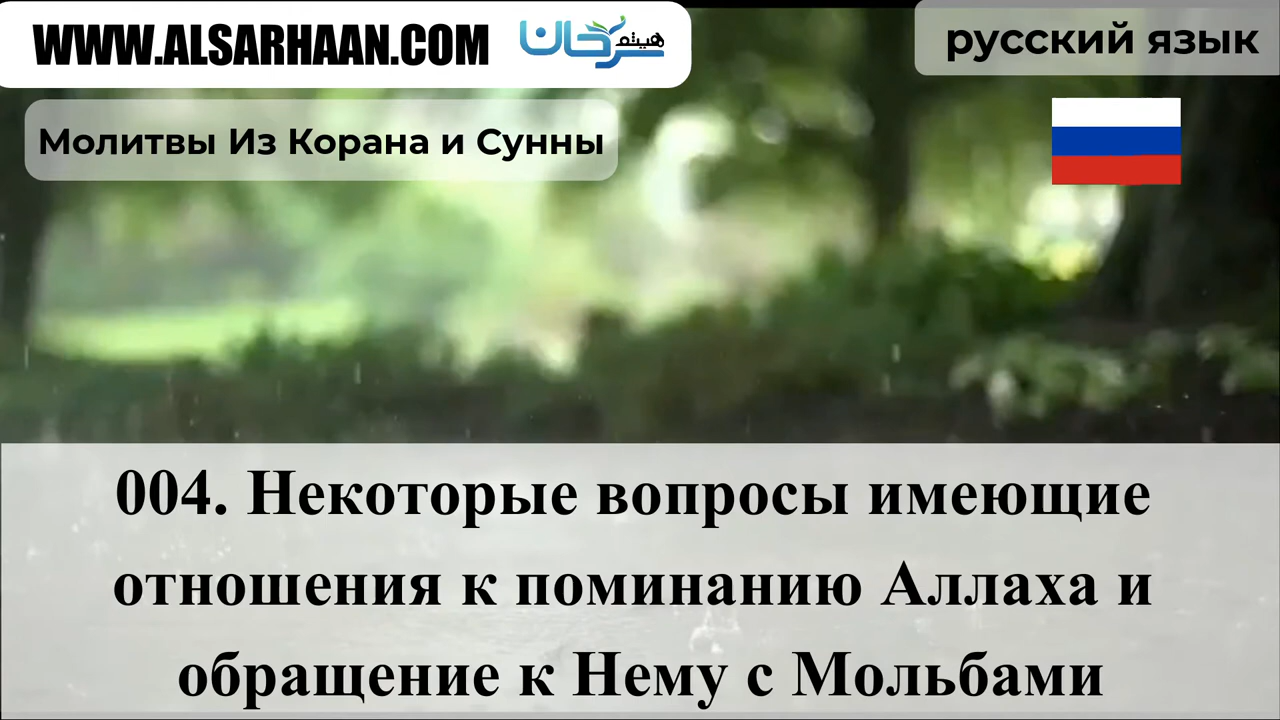 WWW.ALSARHAAN.COM هيثم سرحان
русский язык
Молитвы Из Корана и Сунны
004. Некоторые вопросы имеющие
отношения к поминанию Аллаха и
обращение к Нему с Мольбами